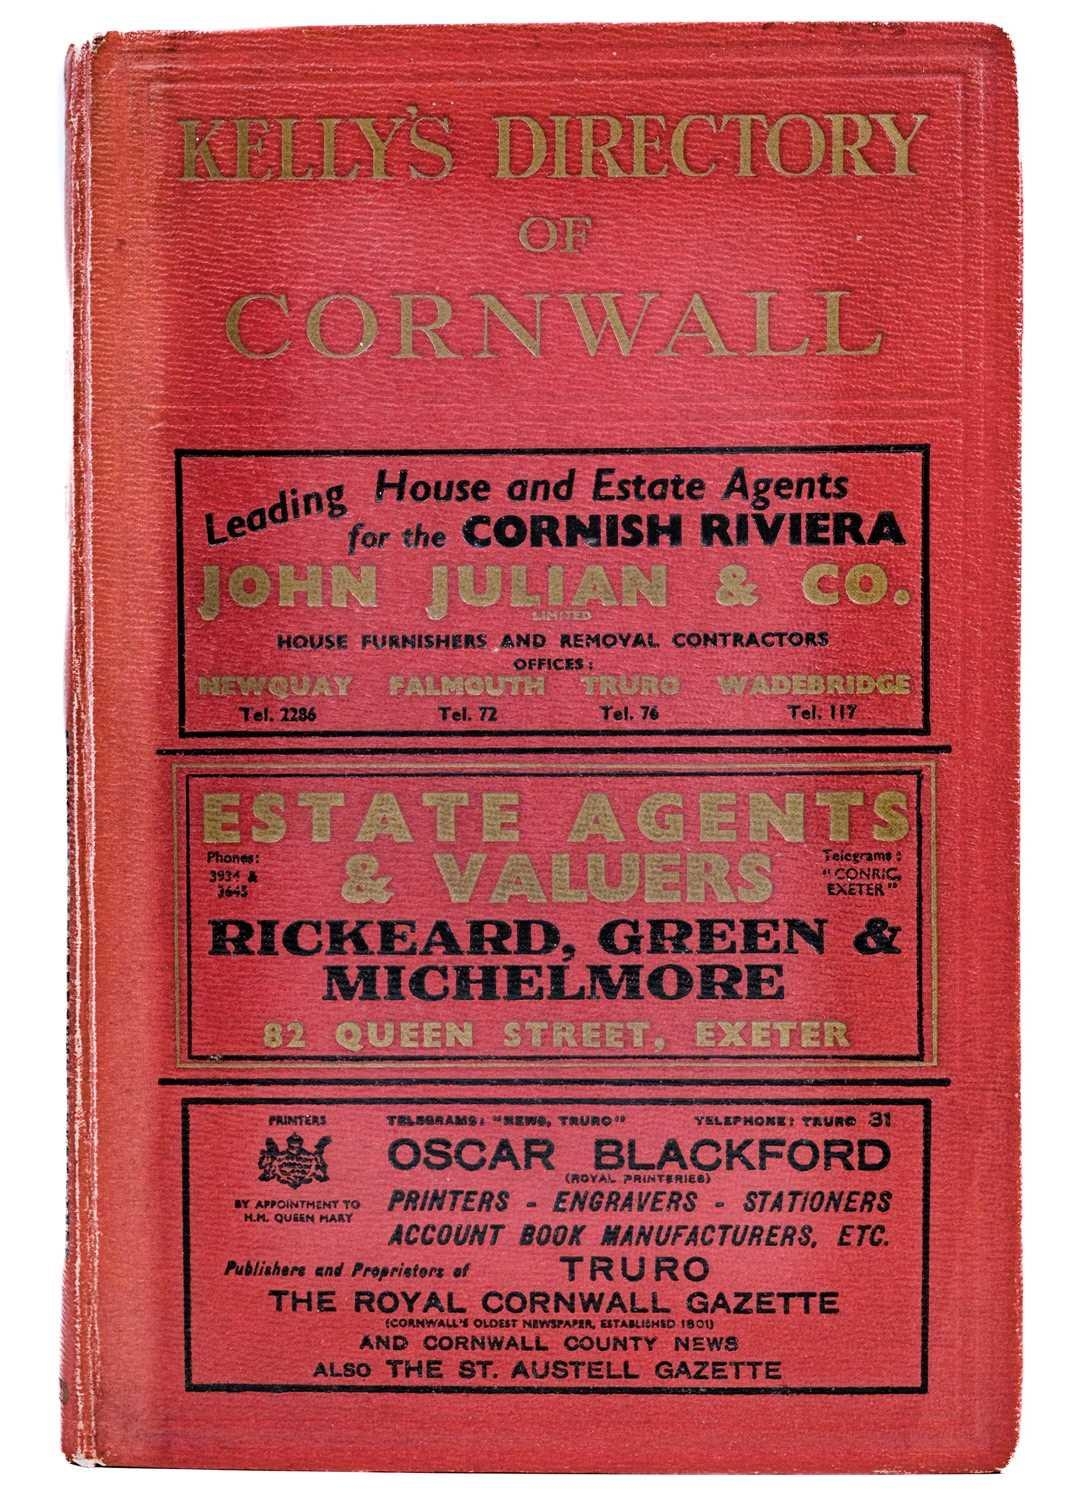 KELLY'S DIRECTORY
OF
CORNWALL
Leading House and Estate Agents
for the CORNISH RIVIERA
JOHN JULIAN & CO.
LIMITED
HOUSE FURNISHERS AND REMOVAL CONTRACTORS
OFFICES:
NEWQUAY FALMOUTH TRURO WADEBRIDGE
Tel. 2286 Tel. 72 Tel. 76 Tel. 117
ESTATE AGENTS
& VALUERS
Phones:
3934 &
3645
Telegrams:
"CONRIC,
EXETER"
RICKEARD, GREEN &
MICHELMORE
82 QUEEN STREET, EXETER
PRINTERS
BY APPOINTMENT TO
H.M. QUEEN MARY
TELEGRAMS: "NEWS, TRURO" TELEPHONE: TRURO 31
OSCAR BLACKFORD
(ROYAL PRINTERIES)
PRINTERS - ENGRAVERS - STATIONERS
ACCOUNT BOOK MANUFACTURERS, ETC.
Publishers and Proprietors of TRURO
THE ROYAL CORNWALL GAZETTE
(CORNWALL'S OLDEST NEWSPAPER, ESTABLISHED 1801)
AND CORNWALL COUNTY NEWS
ALSO THE ST. AUSTELL GAZETTE